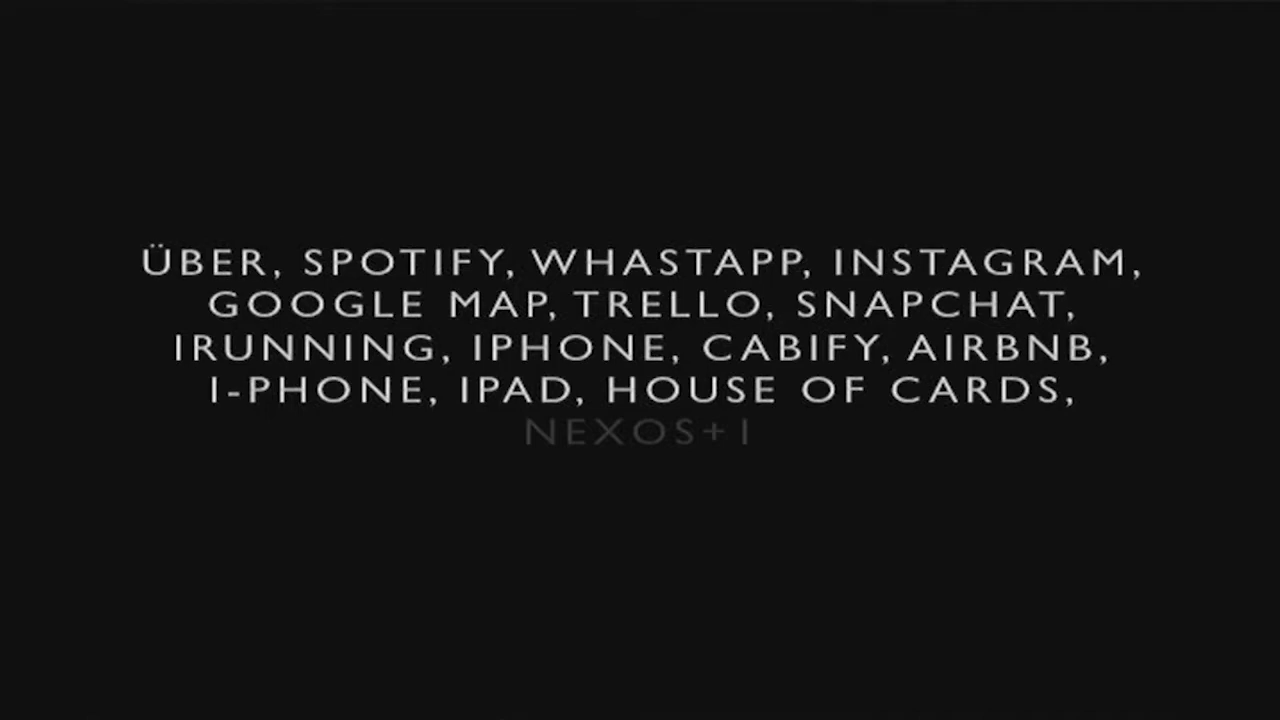 ÜBER, SPOTIFY, WHASTAPP, INSTAGRAM,
GOOGLE MAP, TRELLO, SNAPCHAT,
IRUNNING, IPHONE, CABIFY, AIRBNB,
I-PHONE, IPAD, HOUSE OF CARDS,
NEXOS+1